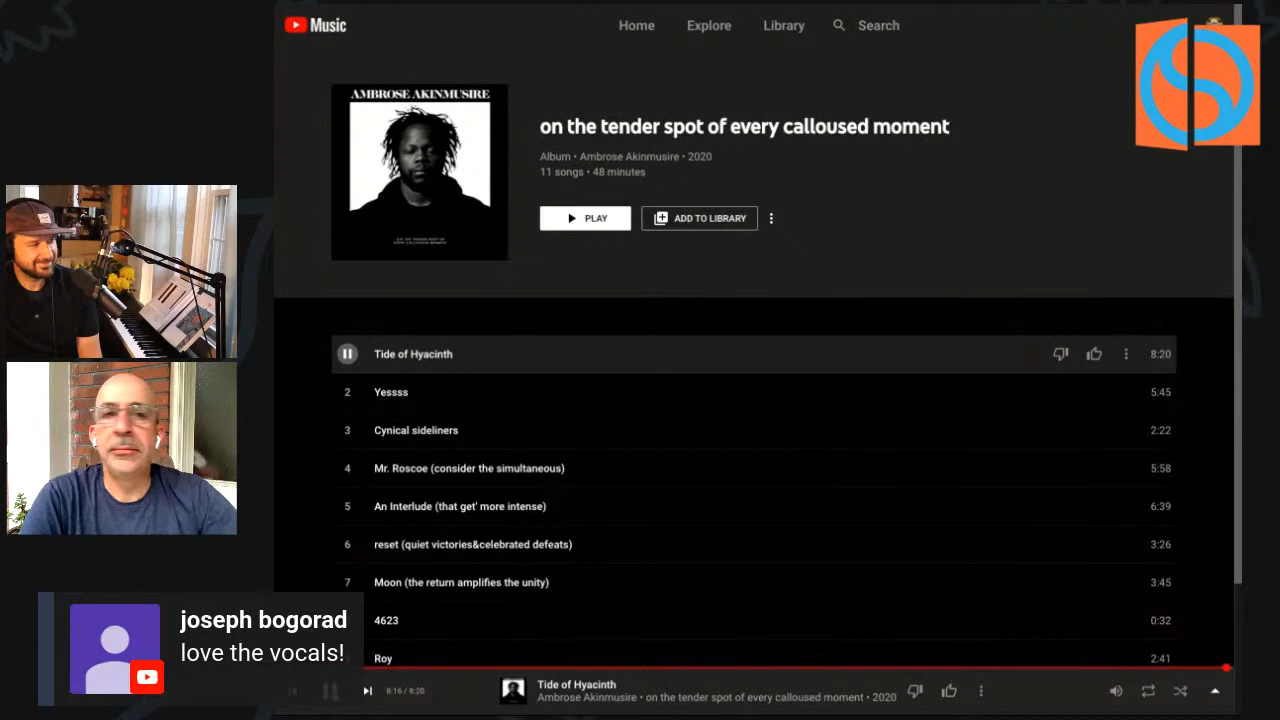 Music
Home
Explore
Library
Search
AMBROSE AKINMUSIRE
on the tender spot of every calloused moment
Album • Ambrose Akinmusire • 2020
11 songs • 48 minutes
PLAY
ADD TO LIBRARY
Tide of Hyacinth 8:20
2 Yessss 5:45
3 Cynical sideliners 2:22
4 Mr. Roscoe (consider the simultaneous) 5:58
5 An Interlude (that get' more intense) 6:39
6 reset (quiet victories&celebrated defeats) 3:26
7 Moon (the return amplifies the unity) 3:45
4623 0:32
Roy 2:41
joseph bogorad
love the vocals!
8:16 / 8:20
Tide of Hyacinth
Ambrose Akinmusire • on the tender spot of every calloused moment • 2020